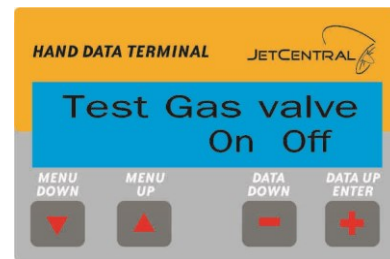 HAND DATA TERMINAL JETCENTRAL
Test Gas valve
On Off
MENU DOWN MENU UP DATA DOWN DATA UP ENTER